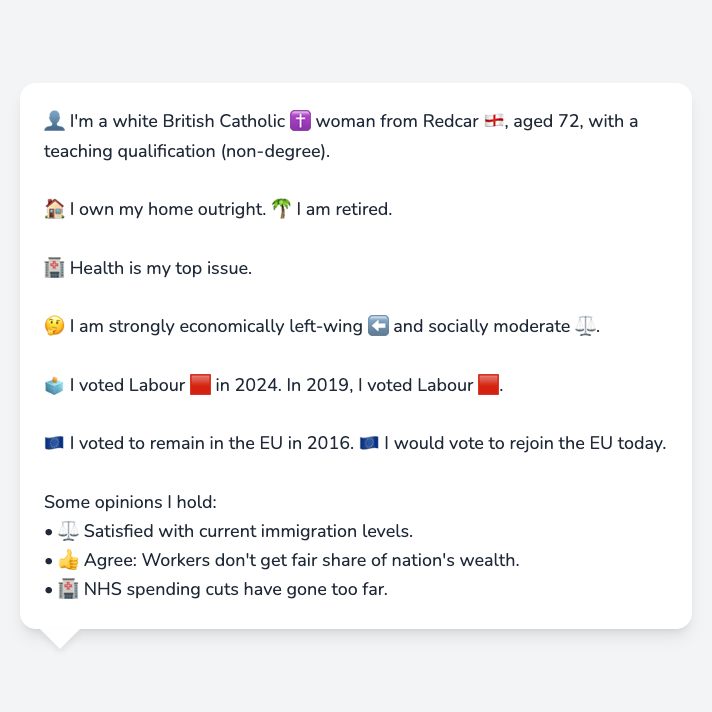 👤 I'm a white British Catholic ✝️ woman from Redcar 🏴󠁧󠁢󠁥󠁮󠁧󠁿, aged 72, with a
teaching qualification (non-degree).
🏠 I own my home outright. 🌴 I am retired.
🏥 Health is my top issue.
🤔 I am strongly economically left-wing ⬅️ and socially moderate ⚖️.
🗳️ I voted Labour 🟥 in 2024. In 2019, I voted Labour 🟥.
🇪🇺 I voted to remain in the EU in 2016. 🇪🇺 I would vote to rejoin the EU today.
Some opinions I hold:
• ⚖️ Satisfied with current immigration levels.
• 👍 Agree: Workers don't get fair share of nation's wealth.
• 🏥 NHS spending cuts have gone too far.